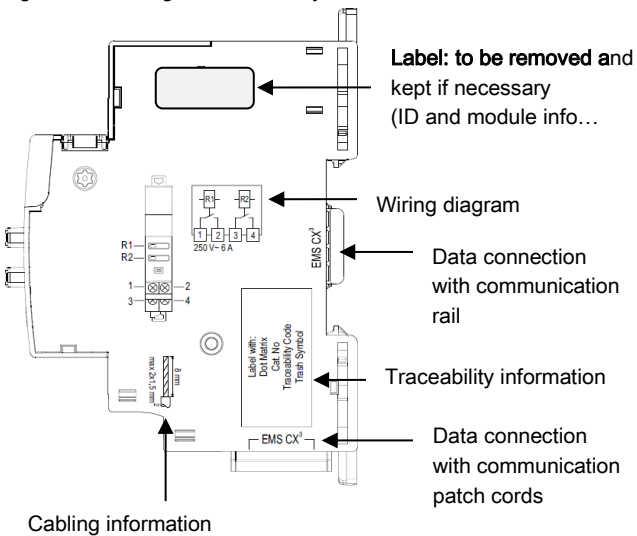 Label: to be removed and
kept if necessary
(ID and module info…
Wiring diagram
R1 R2
1 2 3 4
250 V~ 6 A
R1
R2
1 2
3 4
EMS CX³
Data connection
with communication
rail
Label with:
Dot Matrix
Cat. No
Traceability Code
Trash Symbol
Traceability information
max 2x1,5 mm²
8 mm
EMS CX³
Data connection
with communication
patch cords
Cabling information